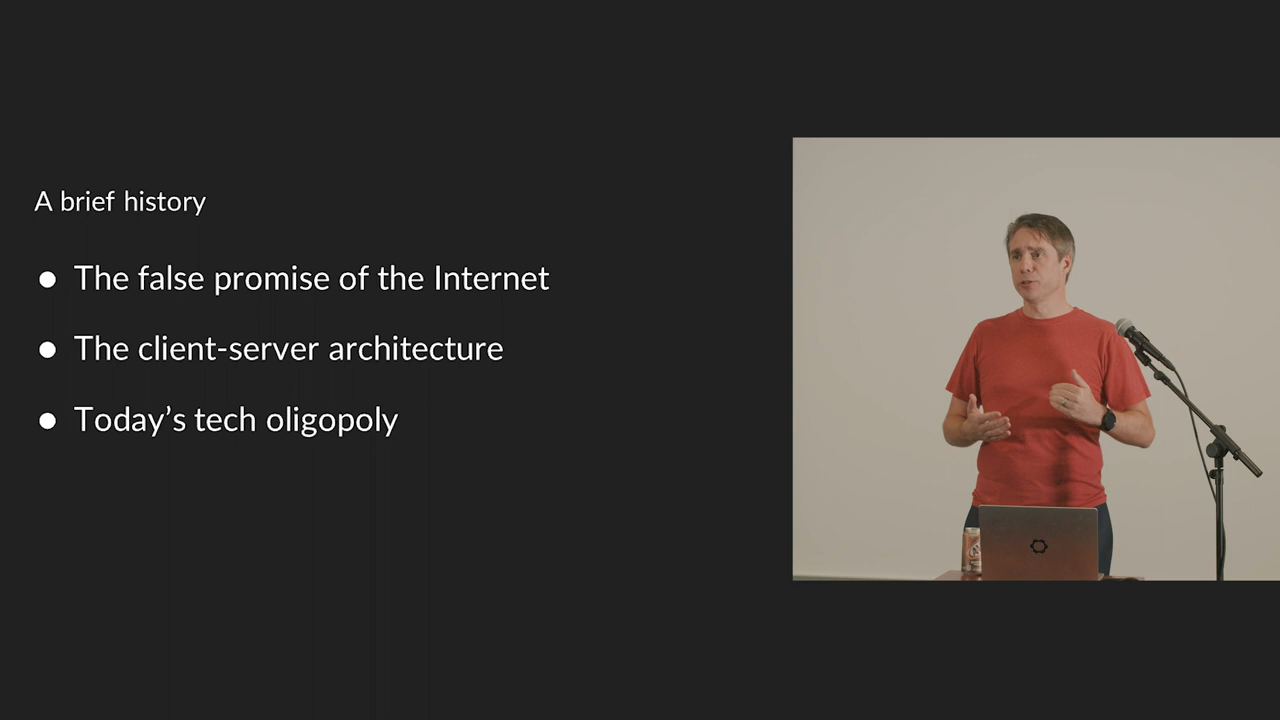 A brief history
● The false promise of the Internet
● The client-server architecture
● Today’s tech oligopoly